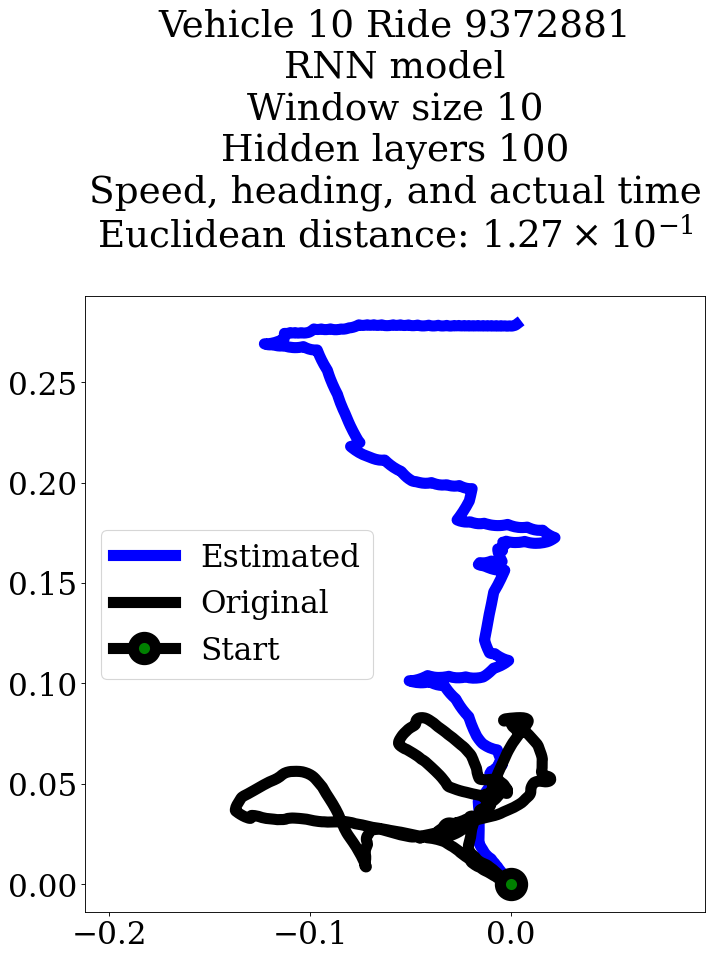 Vehicle 10 Ride 9372881
RNN model
Window size 10
Hidden layers 100
Speed, heading, and actual time
Euclidean distance: 1.27 × 10⁻¹
0.25
0.20
0.15
0.10
0.05
0.00
Estimated
Original
Start
−0.2
−0.1
0.0